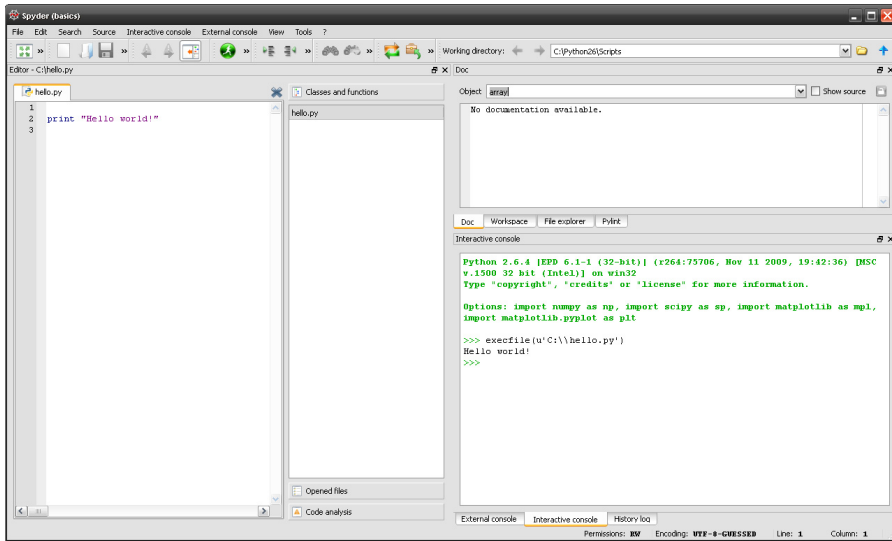 Spyder (basics)
File Edit Search Source Interactive console External console View Tools ?
» » » » » » Working directory: C:\Python26\Scripts
Editor - C:\hello.py
hello.py
1
2 print "Hello world!"
3
Classes and functions
hello.py
Opened files
Code analysis
Doc
Object array Show source
No documentation available.
Doc Workspace File explorer Pylint
Interactive console
Python 2.6.4 |EPD 6.1-1 (32-bit)| (r264:75706, Nov 11 2009, 19:42:36) [MSC
v.1500 32 bit (Intel)] on win32
Type "copyright", "credits" or "license" for more information.
Options: import numpy as np, import scipy as sp, import matplotlib as mpl,
import matplotlib.pyplot as plt
>>> execfile(u'C:\\hello.py')
Hello world!
>>>
External console Interactive console History log
Permissions: RW Encoding: UTF-8-GUESSED Line: 1 Column: 1